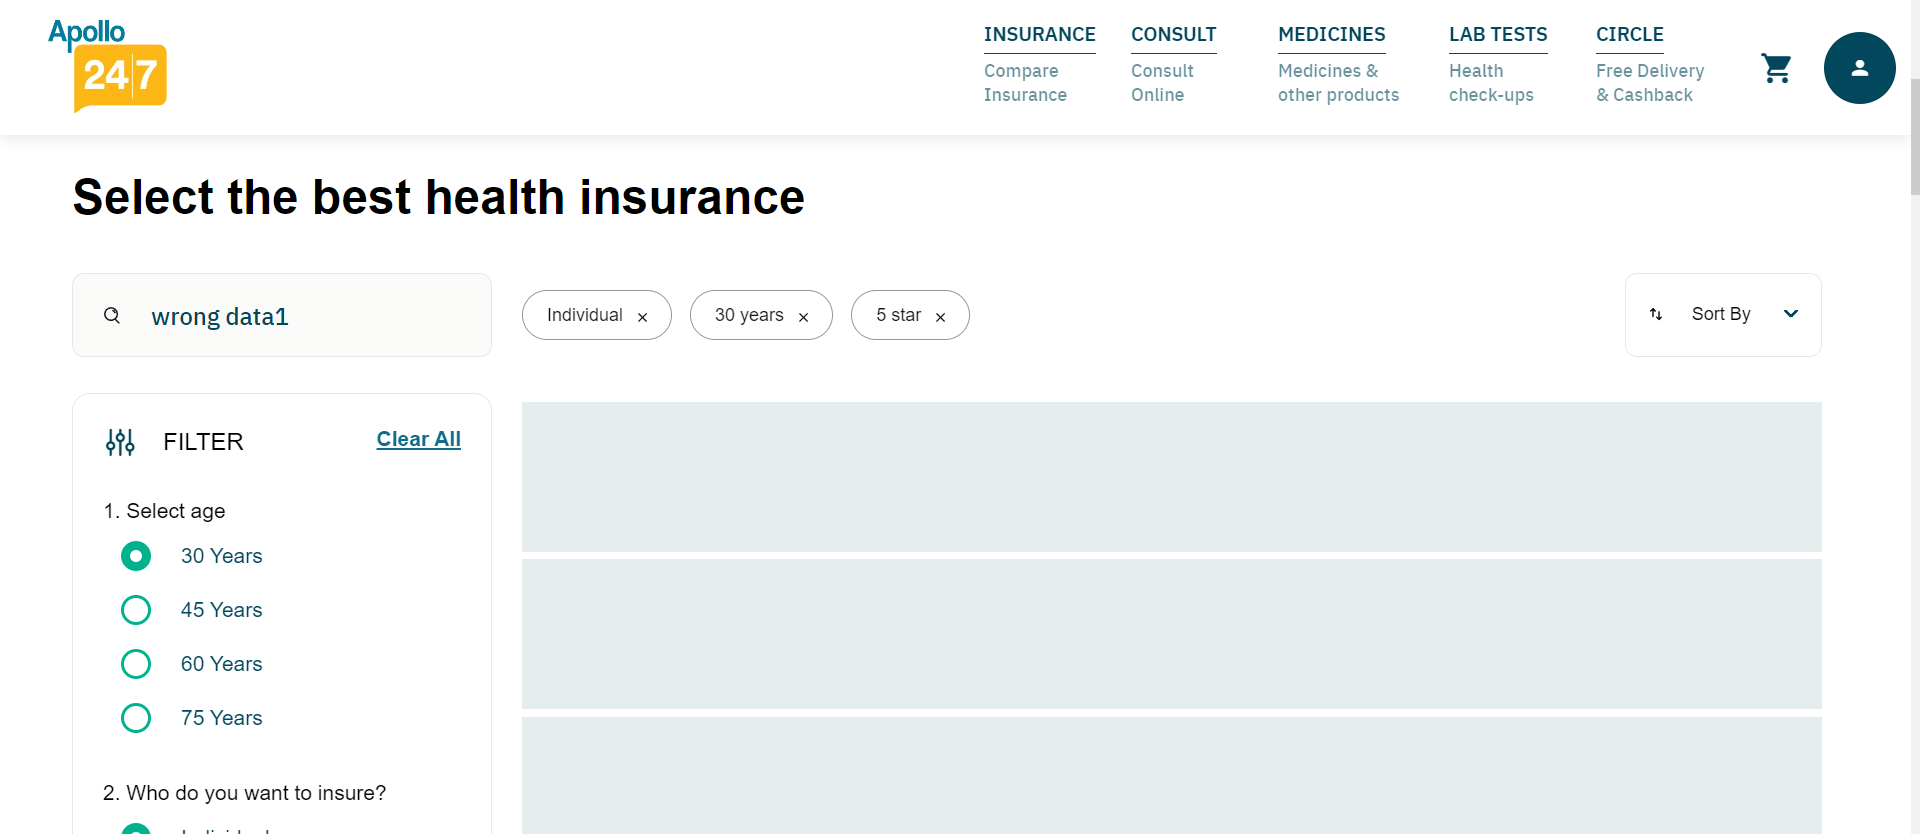 Apollo
24|7
INSURANCE
Compare
Insurance
CONSULT
Consult
Online
MEDICINES
Medicines &
other products
LAB TESTS
Health
check-ups
CIRCLE
Free Delivery
& Cashback
Select the best health insurance
wrong data1
Individual ×
30 years ×
5 star ×
Sort By
FILTER
Clear All
1. Select age
30 Years
45 Years
60 Years
75 Years
2. Who do you want to insure?